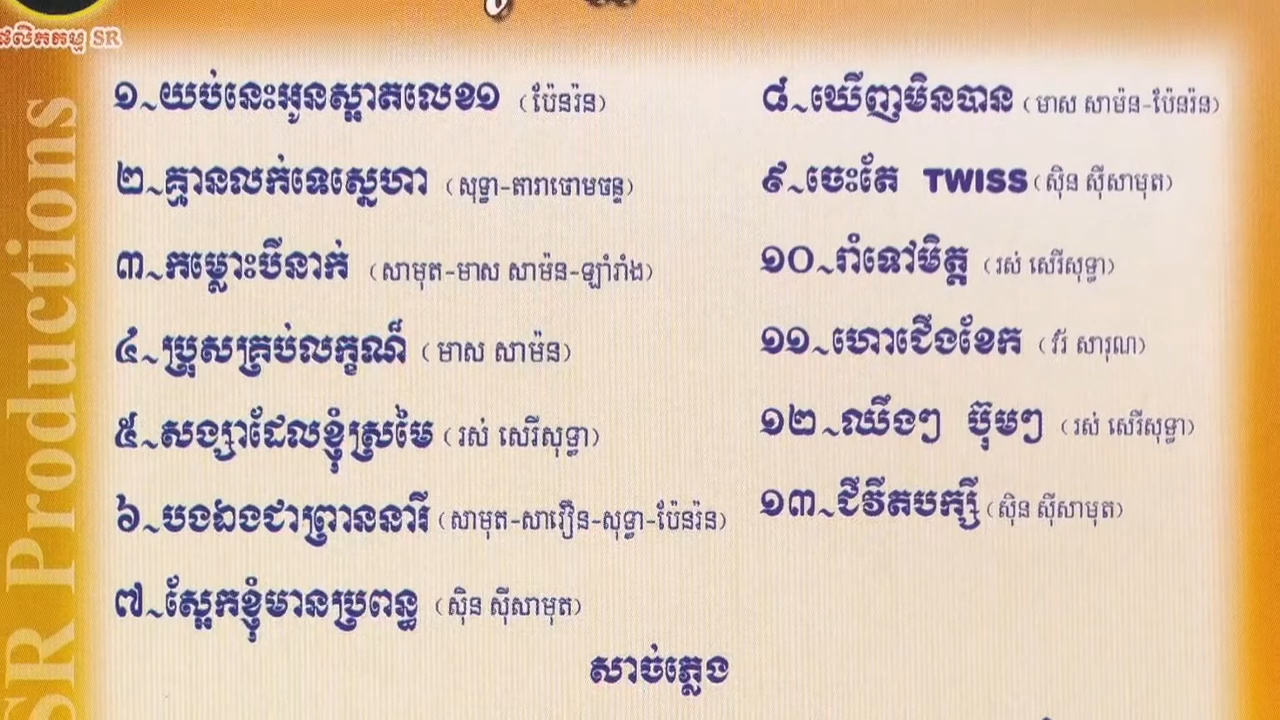 ផលិតកម្ម SR
SR Productions
១~យប់នេះអូនស្អាតលេខ១ (ប៉ែនរ៉ន)
២~គ្មានលក់ទេស្នេហា (សុទ្ធា-តារាចោមចន្ទ)
៣~កម្លោះបីនាក់ (សាមុត-មាស សាម៉ន-ឡាំរាំង)
៤~ប្រុសគ្រប់លក្ខណ៏ (មាស សាម៉ន)
៥~សង្សាដែលខ្ញុំស្រមៃ (រស់ សេរីសុទ្ធា)
៦~បងឯងជាព្រាននារី (សាមុត-សាវឿន-សុទ្ធា-ប៉ែនរ៉ន)
៧~ស្អែកខ្ញុំមានប្រពន្ធ (ស៊ិន ស៊ីសាមុត)
៨~ឃើញមិនបាន (មាស សាម៉ន-ប៉ែនរ៉ន)
៩~ចេះតែ TWISS (ស៊ិន ស៊ីសាមុត)
១០~រាំទៅមិត្ត (រស់ សេរីសុទ្ធា)
១១~ហោជើងខែក (វ័រ សារុណ)
១២~ឈឹងៗ ប៊ុមៗ (រស់ សេរីសុទ្ធា)
១៣~ជីវីតបក្សី (ស៊ិន ស៊ីសាមុត)
សាច់ភ្លេង